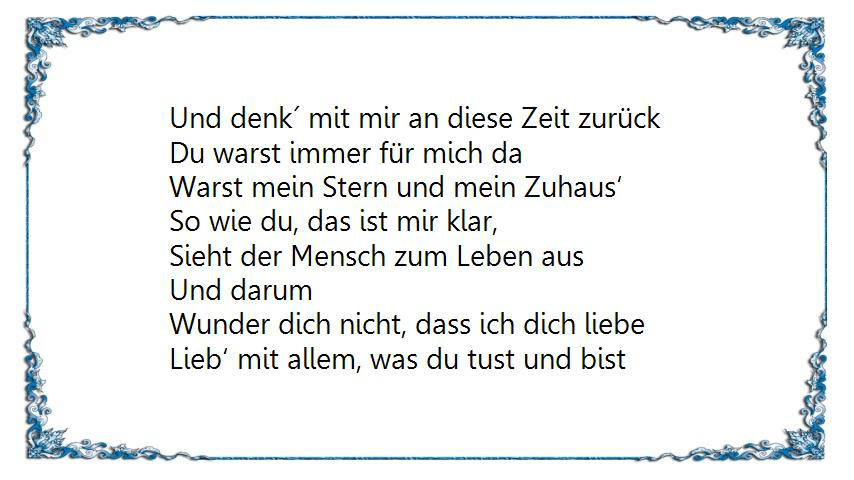 Und denk´ mit mir an diese Zeit zurück
Du warst immer für mich da
Warst mein Stern und mein Zuhaus‘
So wie du, das ist mir klar,
Sieht der Mensch zum Leben aus
Und darum
Wunder dich nicht, dass ich dich liebe
Lieb‘ mit allem, was du tust und bist